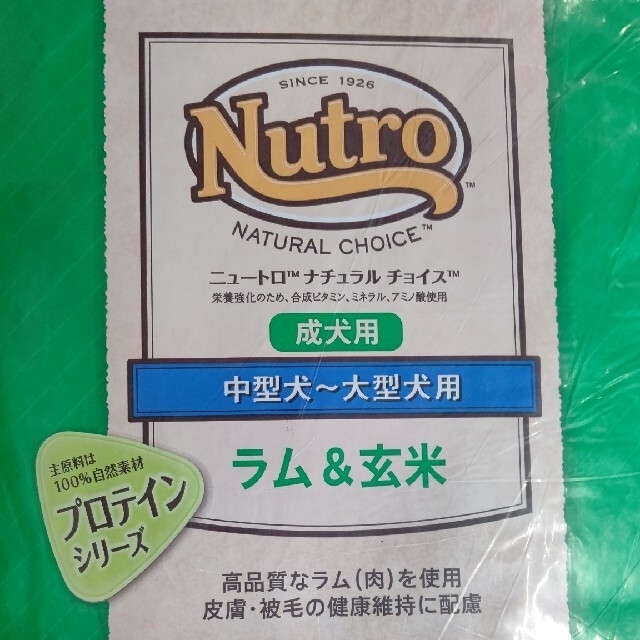 SINCE 1926
Nutro™
NATURAL CHOICE™
ニュートロ™ ナチュラル チョイス™
栄養強化のため、合成ビタミン、ミネラル、アミノ酸使用
成犬用
中型犬～大型犬用
ラム＆玄米
主原料は
100%自然素材
プロテイン
シリーズ
高品質なラム(肉)を使用
皮膚・被毛の健康維持に配慮